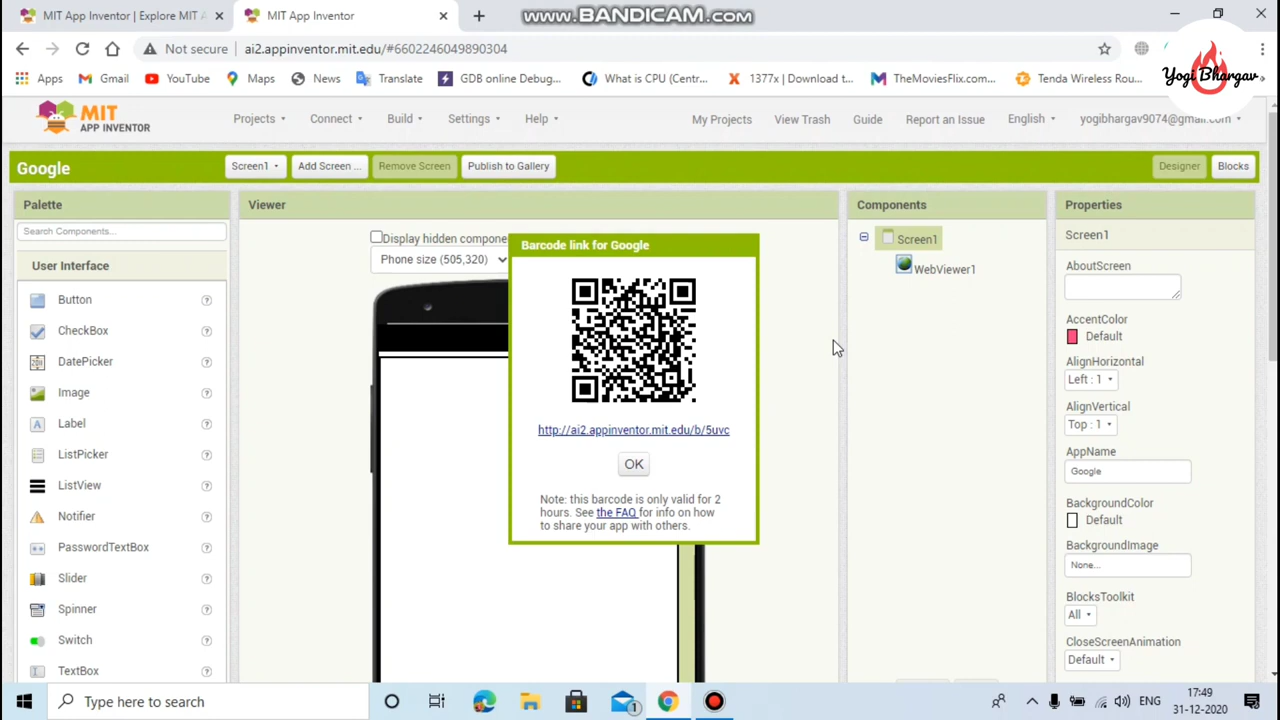 MIT App Inventor | Explore MIT A
MIT App Inventor
www.BANDICAM.com
Not secure
ai2.appinventor.mit.edu/#6602246049890304
Apps
Gmail
YouTube
Maps
News
Translate
GDB online Debug...
What is CPU (Centr...
1377x | Download t...
TheMoviesFlix.com...
Tenda Wireless Rou...
Yogi Bhargav
MIT
APP INVENTOR
Projects
Connect
Build
Settings
Help
My Projects
View Trash
Guide
Report an Issue
English
yogibhargav9074@gmail.com
Google
Screen1
Add Screen ...
Remove Screen
Publish to Gallery
Designer
Blocks
Palette
Search Components...
User Interface
Button
CheckBox
DatePicker
Image
Label
ListPicker
ListView
Notifier
PasswordTextBox
Slider
Spinner
Switch
TextBox
Viewer
Display hidden compone
Phone size (505,320)
Barcode link for Google
http://ai2.appinventor.mit.edu/b/5uvc
OK
Note: this barcode is only valid for 2
hours. See the FAQ for info on how
to share your app with others.
Components
Screen1
WebViewer1
Properties
Screen1
AboutScreen
AccentColor
Default
AlignHorizontal
Left : 1
AlignVertical
Top : 1
AppName
Google
BackgroundColor
Default
BackgroundImage
None...
BlocksToolkit
All
CloseScreenAnimation
Default
Type here to search
1
ENG
17:49
31-12-2020